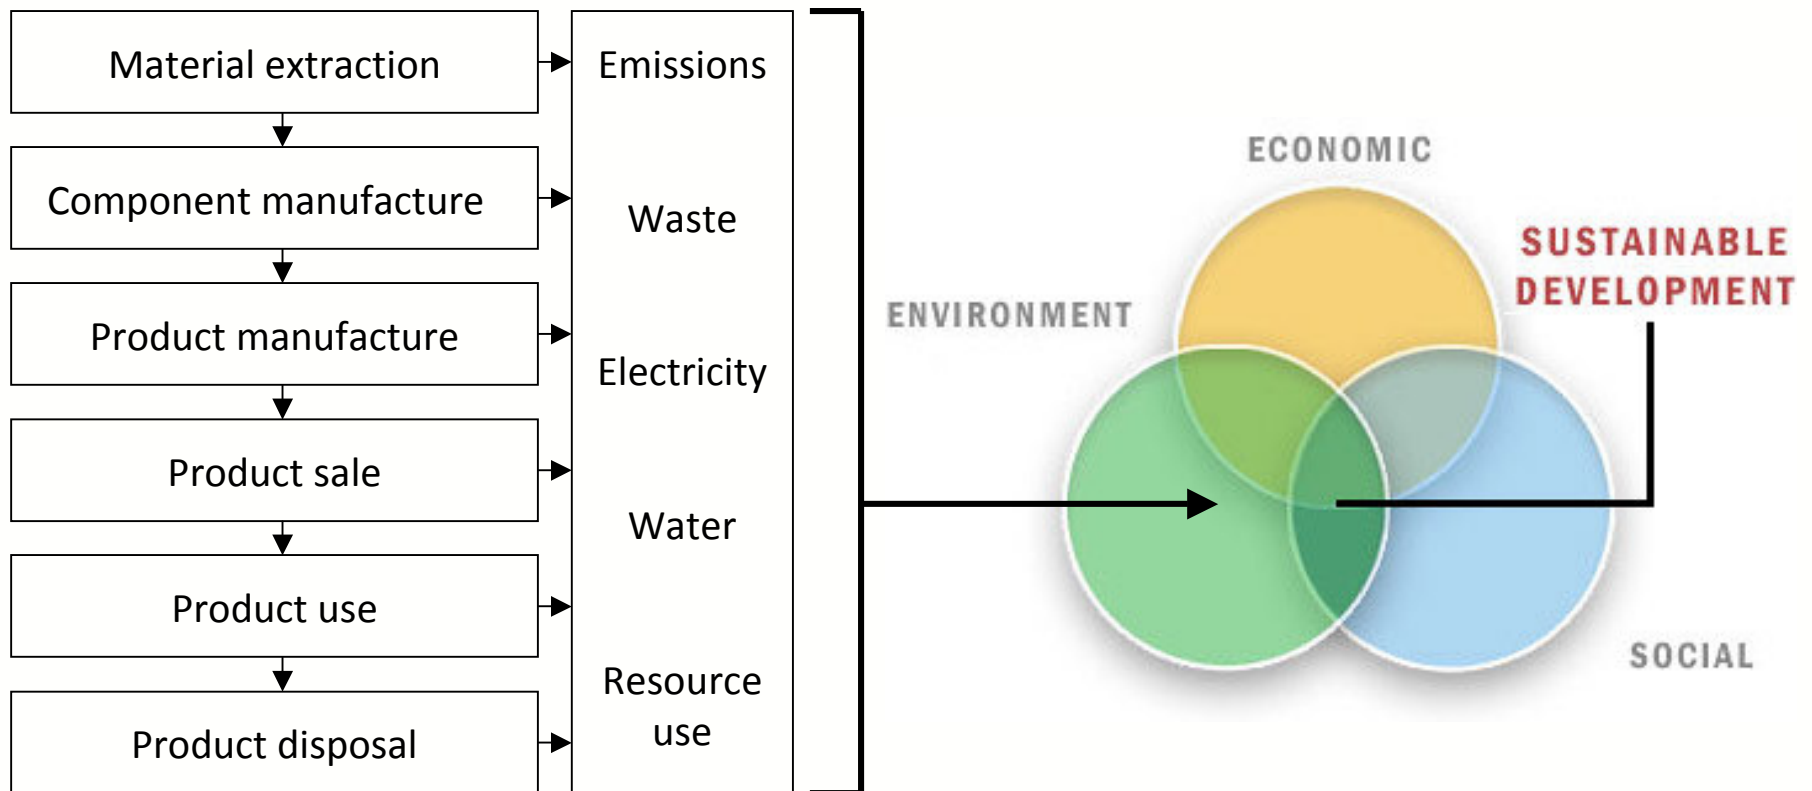 Material extraction
Component manufacture
Product manufacture
Product sale
Product use
Product disposal
Emissions
Waste
Electricity
Water
Resource
use
ECONOMIC
ENVIRONMENT
SUSTAINABLE
DEVELOPMENT
SOCIAL